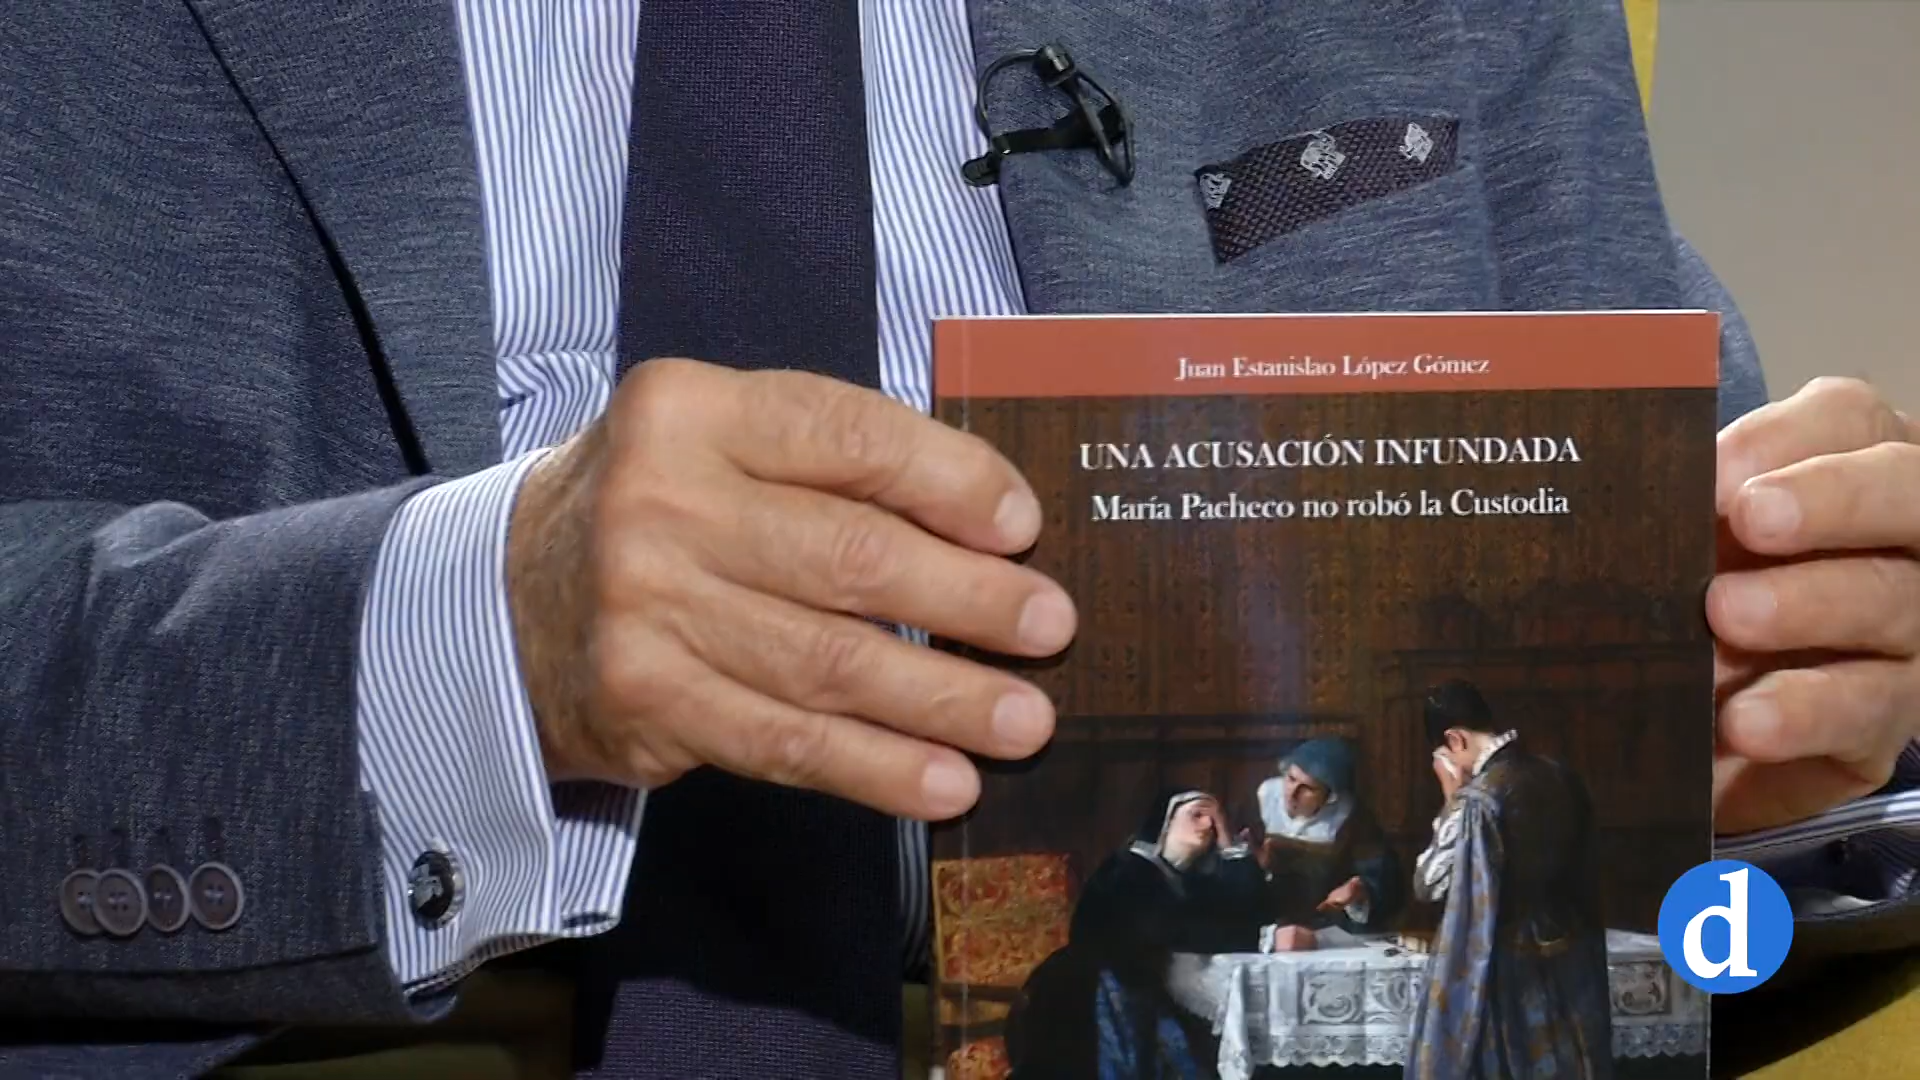 Juan Estanislao López Gómez
UNA ACUSACIÓN INFUNDADA
María Pacheco no robó la Custodia
d